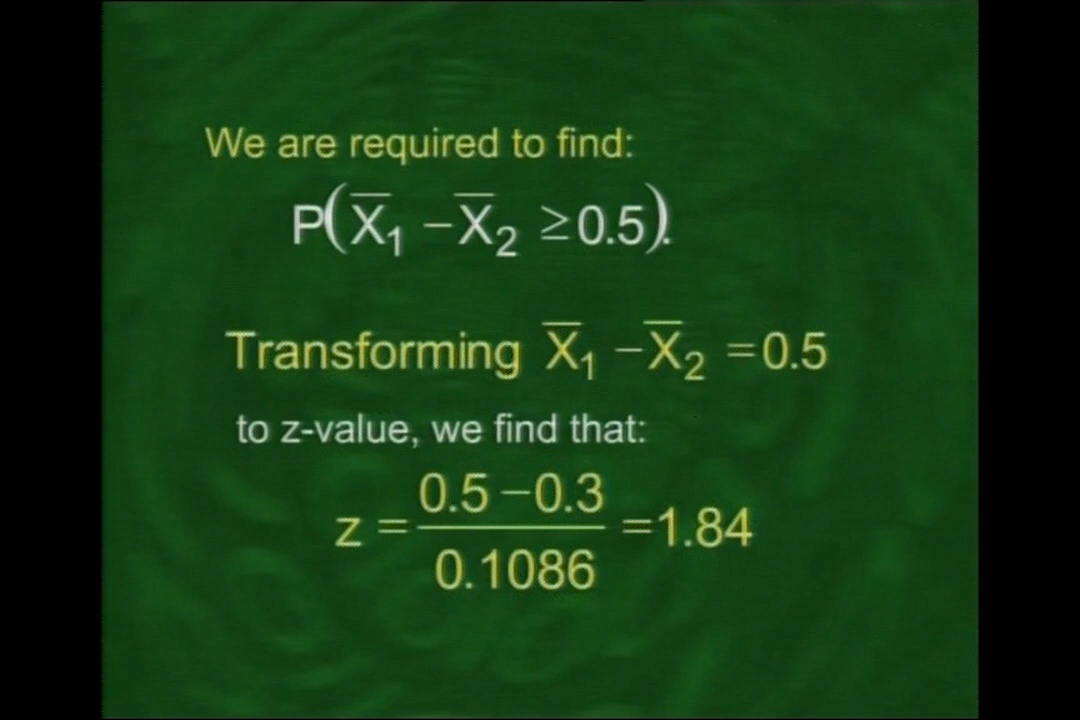 We are required to find:
P(X̄₁ − X̄₂ ≥ 0.5).
Transforming X̄₁ − X̄₂ = 0.5
to z-value, we find that:
z = (0.5 − 0.3) / 0.1086 = 1.84